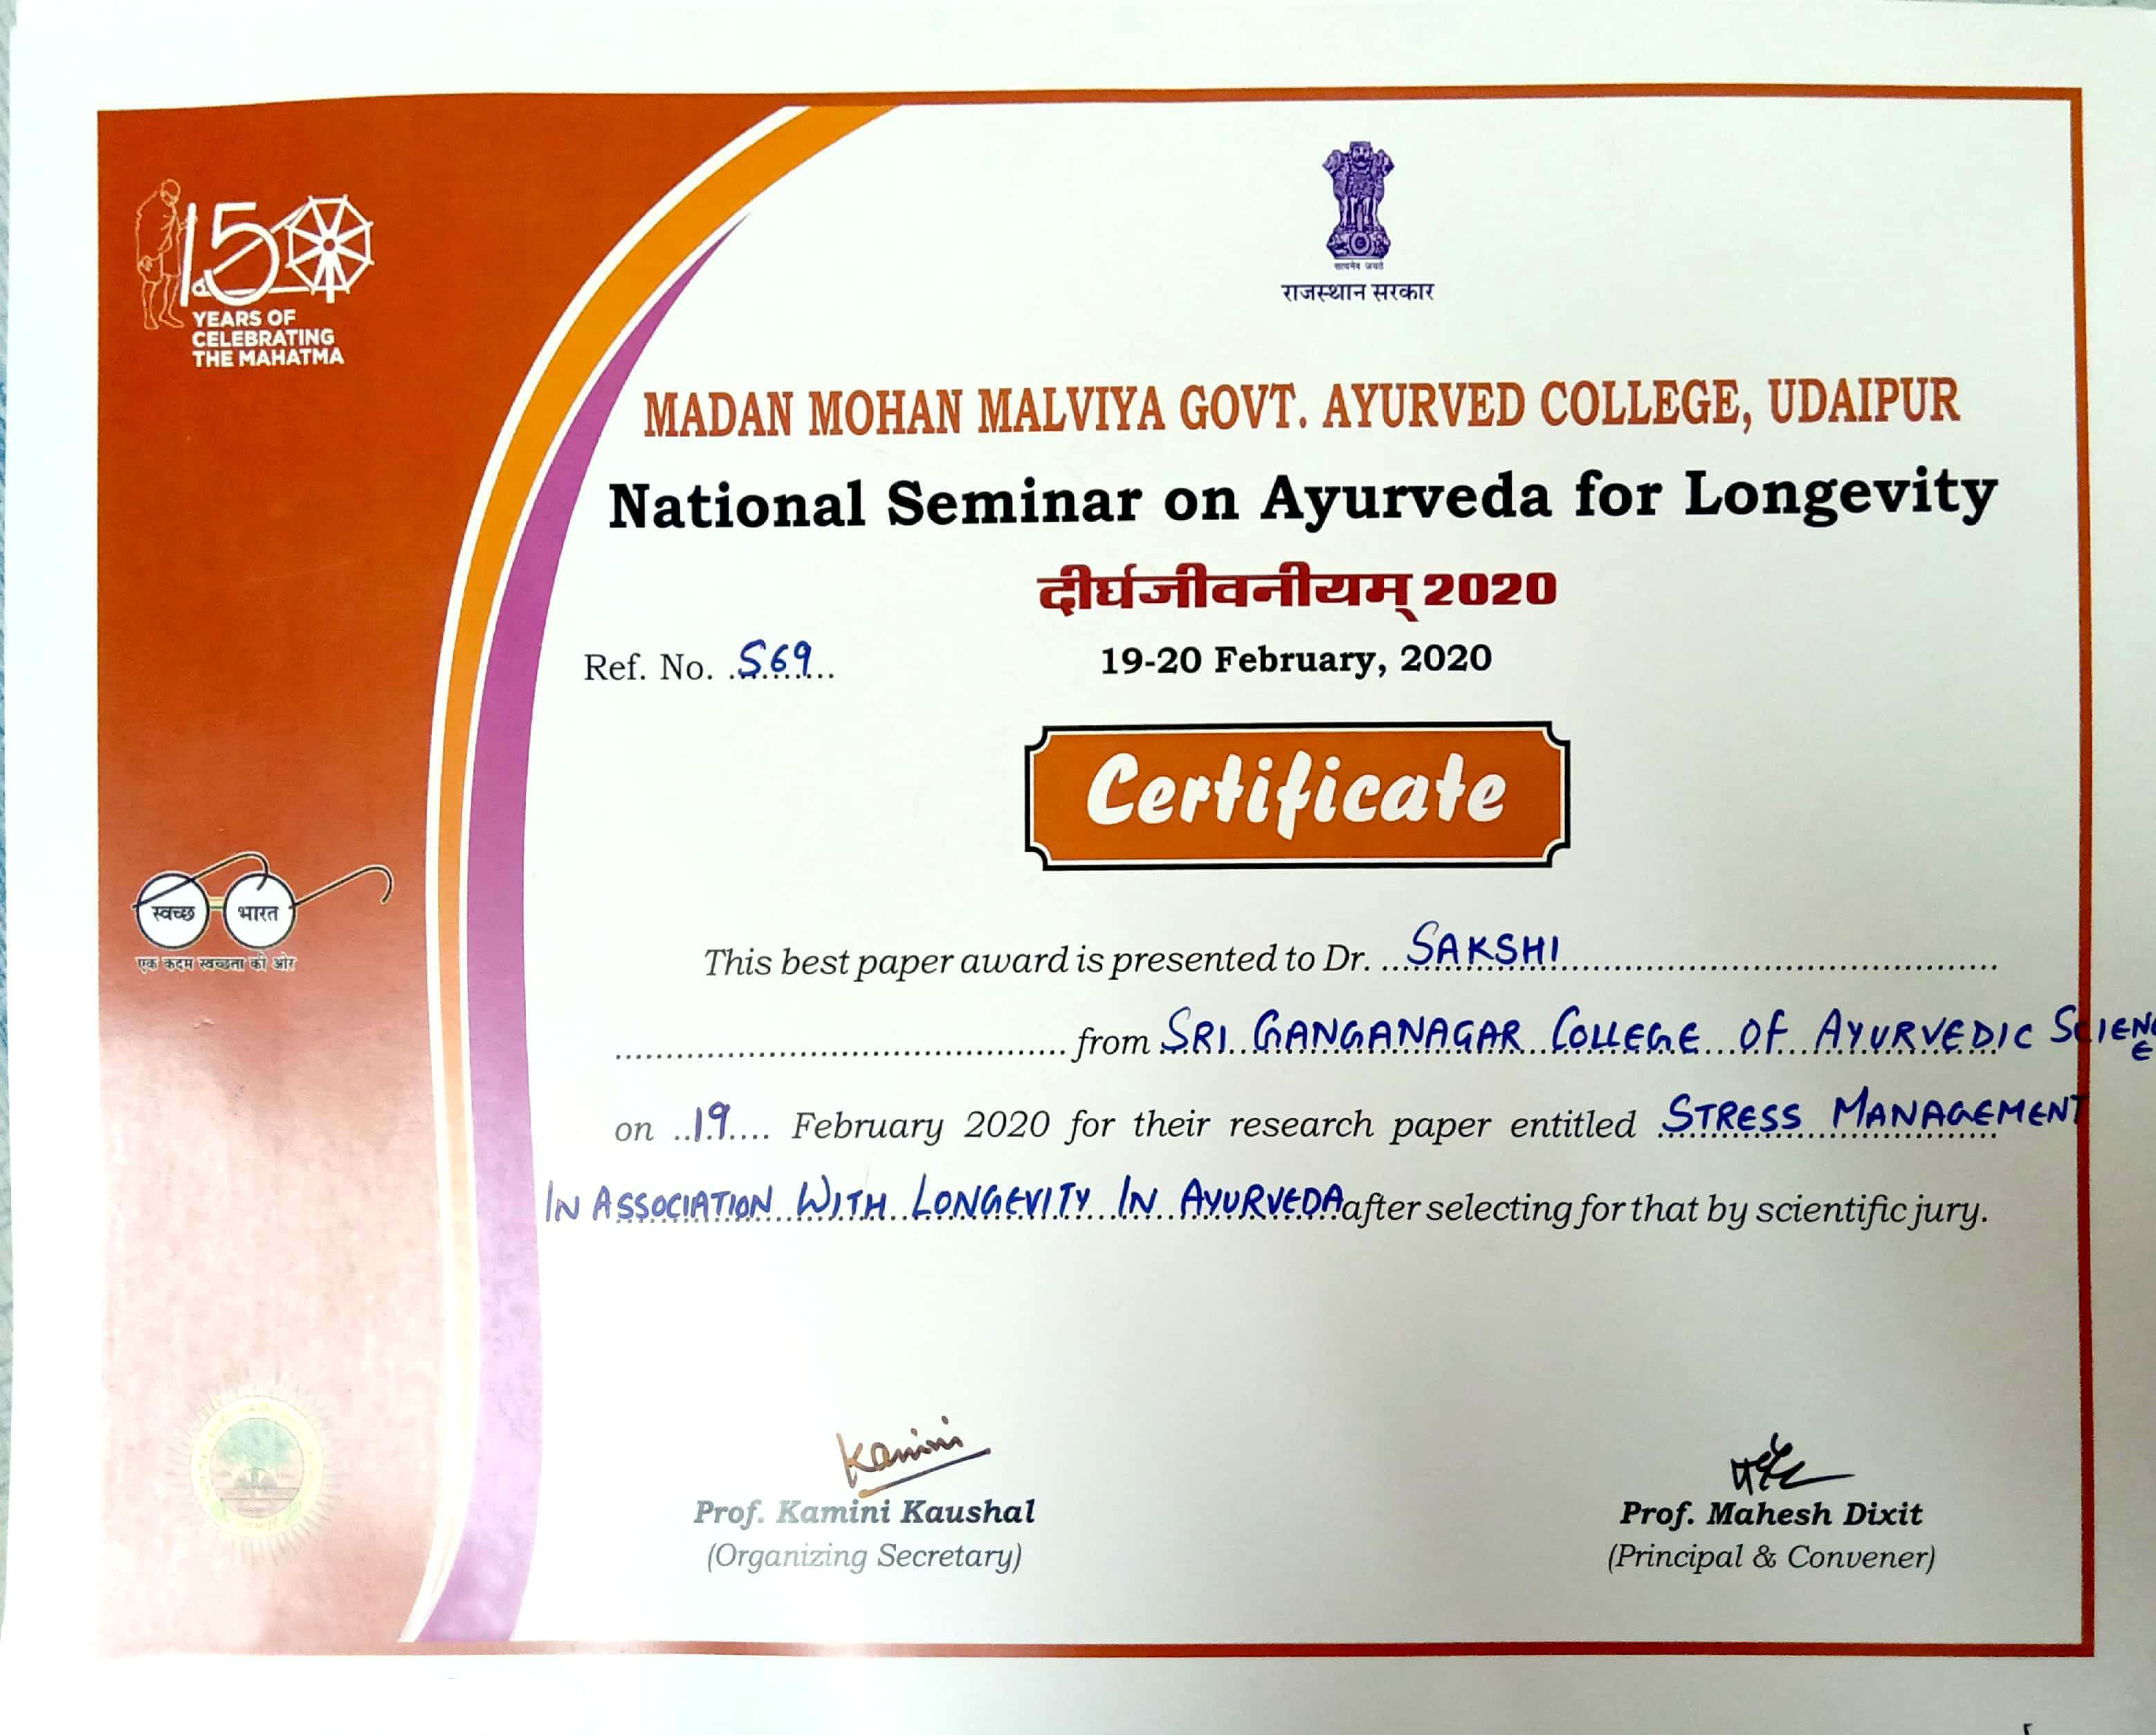 150
YEARS OF
CELEBRATING
THE MAHATMA
सत्यमेव जयते
राजस्थान सरकार
MADAN MOHAN MALVIYA GOVT. AYURVED COLLEGE, UDAIPUR
National Seminar on Ayurveda for Longevity
दीर्घजीवनीयम् 2020
Ref. No. S69
19-20 February, 2020
Certificate
स्वच्छ भारत
एक कदम स्वच्छता की ओर
This best paper award is presented to Dr. SAKSHI
from SRI GANGANAGAR COLLEGE OF AYURVEDIC SCIENCE
on 19 February 2020 for their research paper entitled STRESS MANAGEMENT
IN ASSOCIATION WITH LONGEVITY IN AYURVEDA after selecting for that by scientific jury.
Kamini
Prof. Kamini Kaushal
(Organizing Secretary)
Prof. Mahesh Dixit
(Principal & Convener)